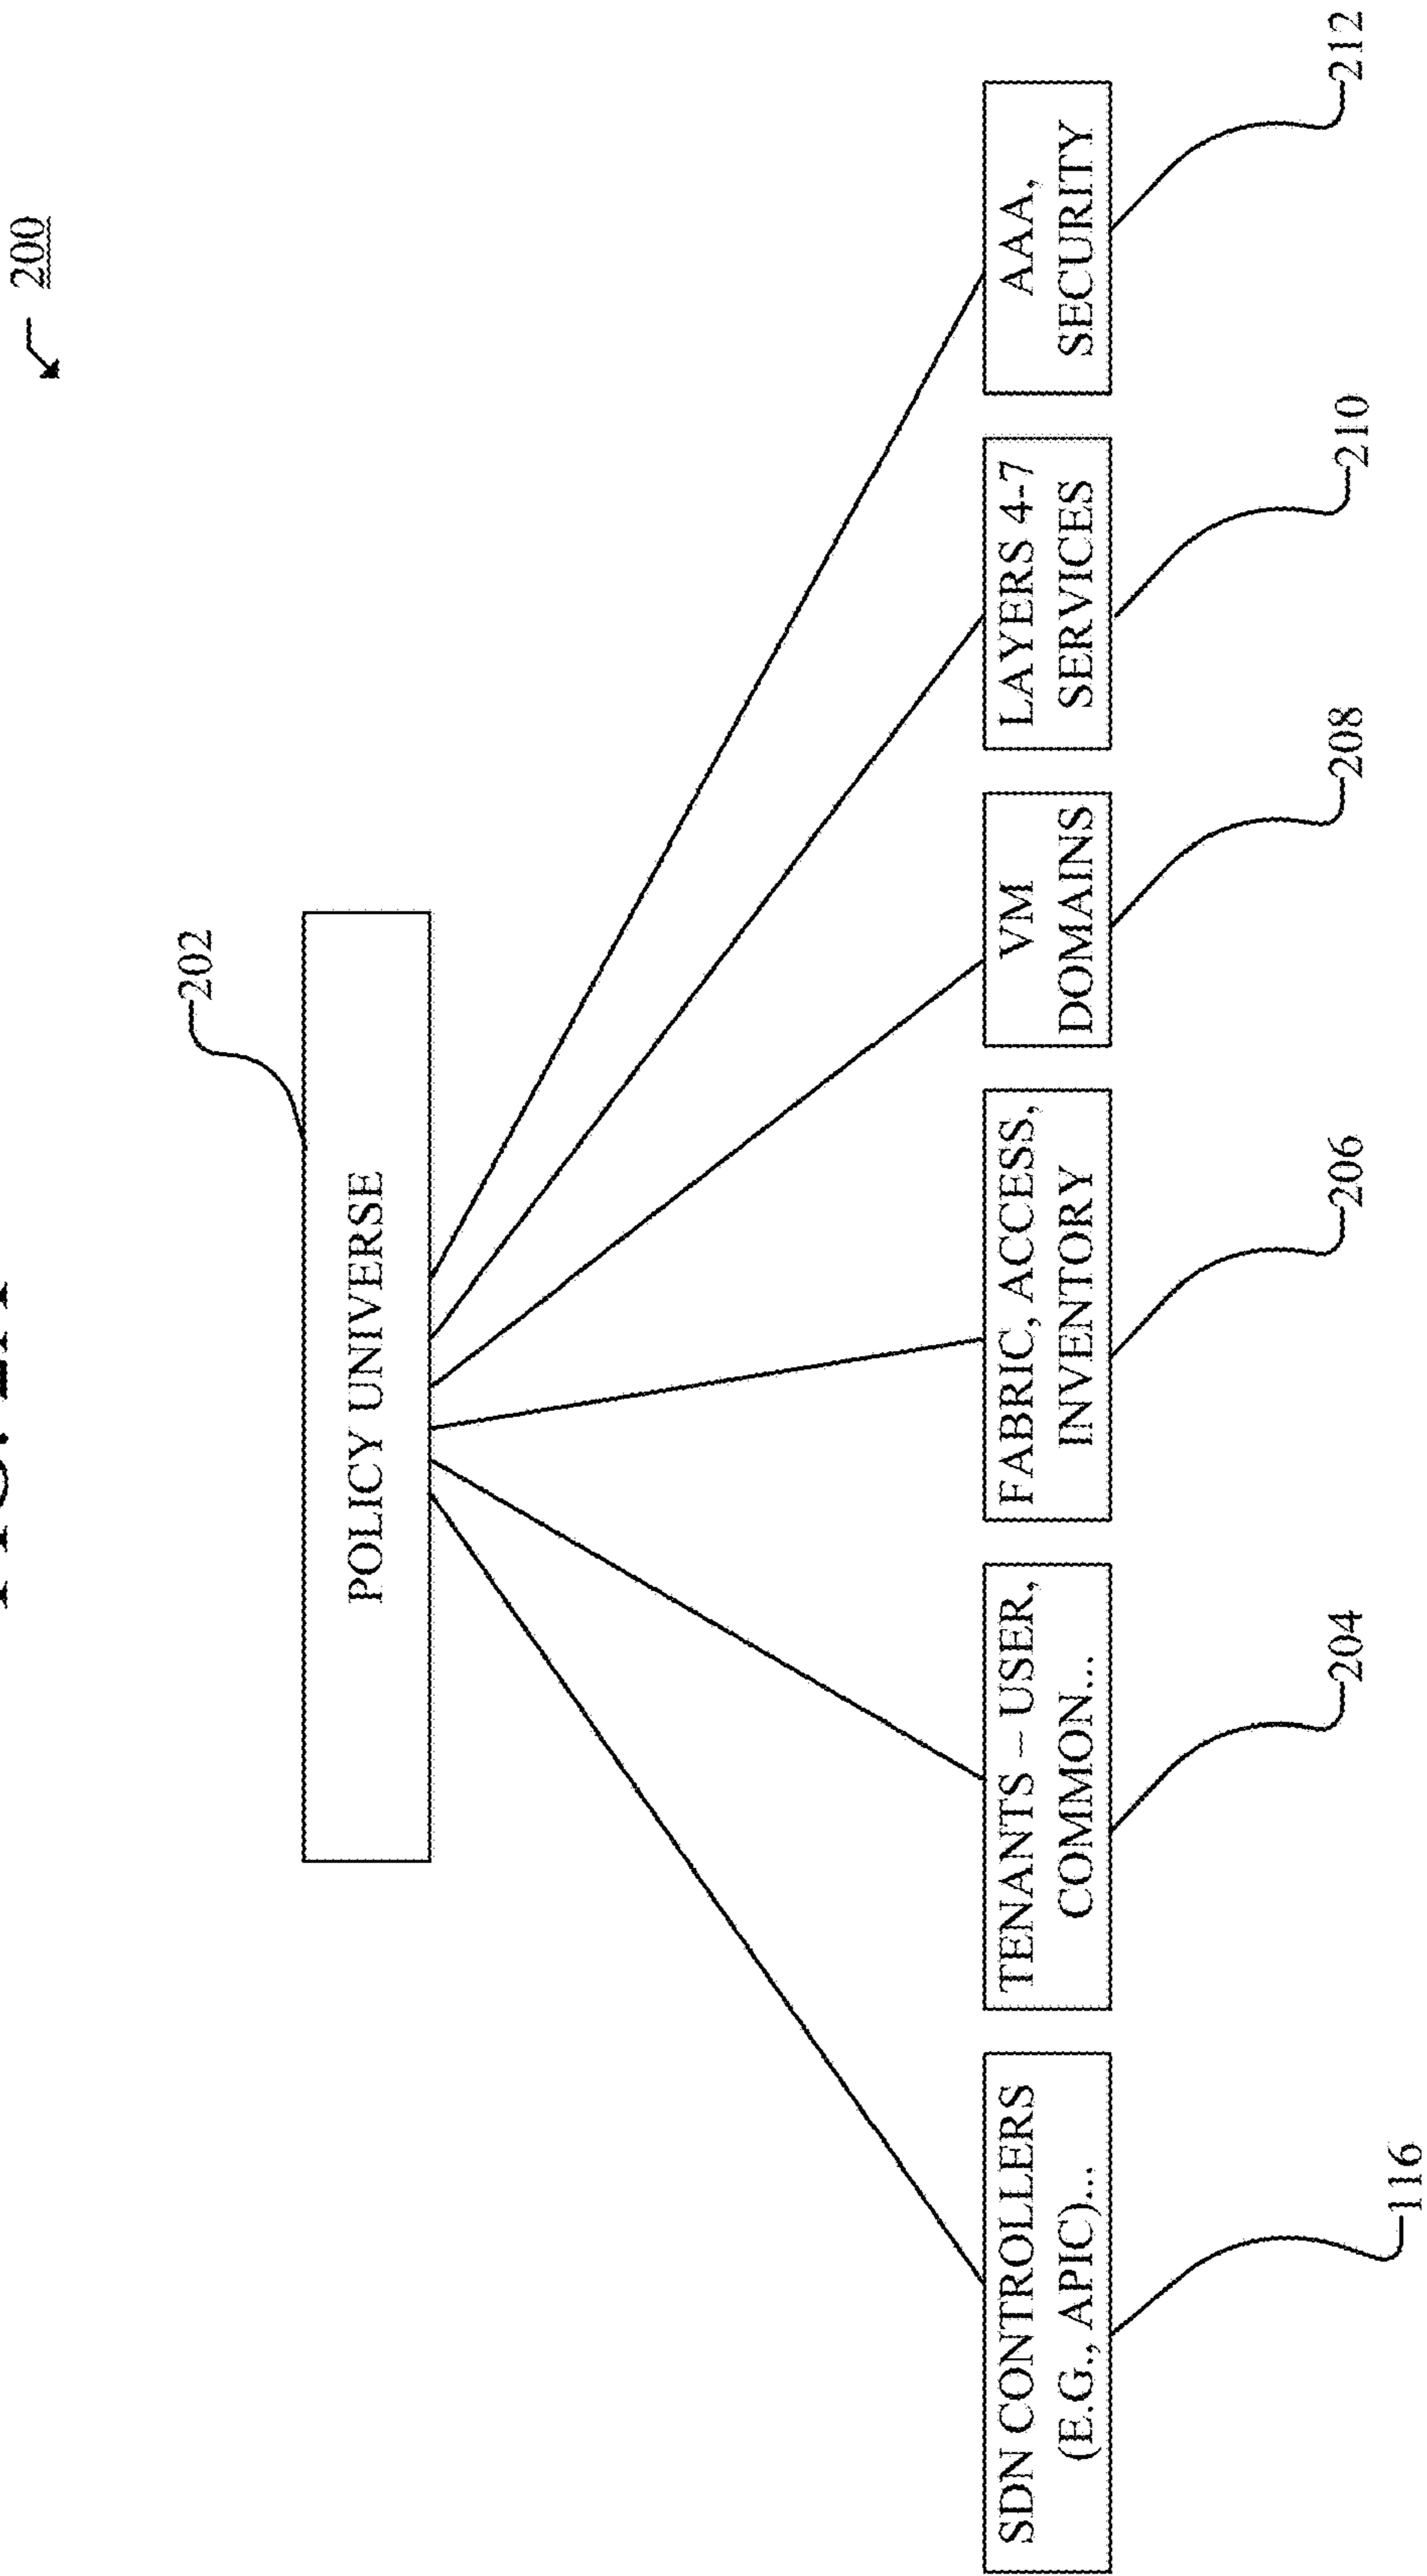 200
202
POLICY UNIVERSE
SDN CONTROLLERS
(E.G., APIC)...
116
TENANTS – USER,
COMMON...
204
FABRIC, ACCESS,
INVENTORY
206
VM
DOMAINS
208
LAYERS 4-7
SERVICES
210
AAA,
SECURITY
212